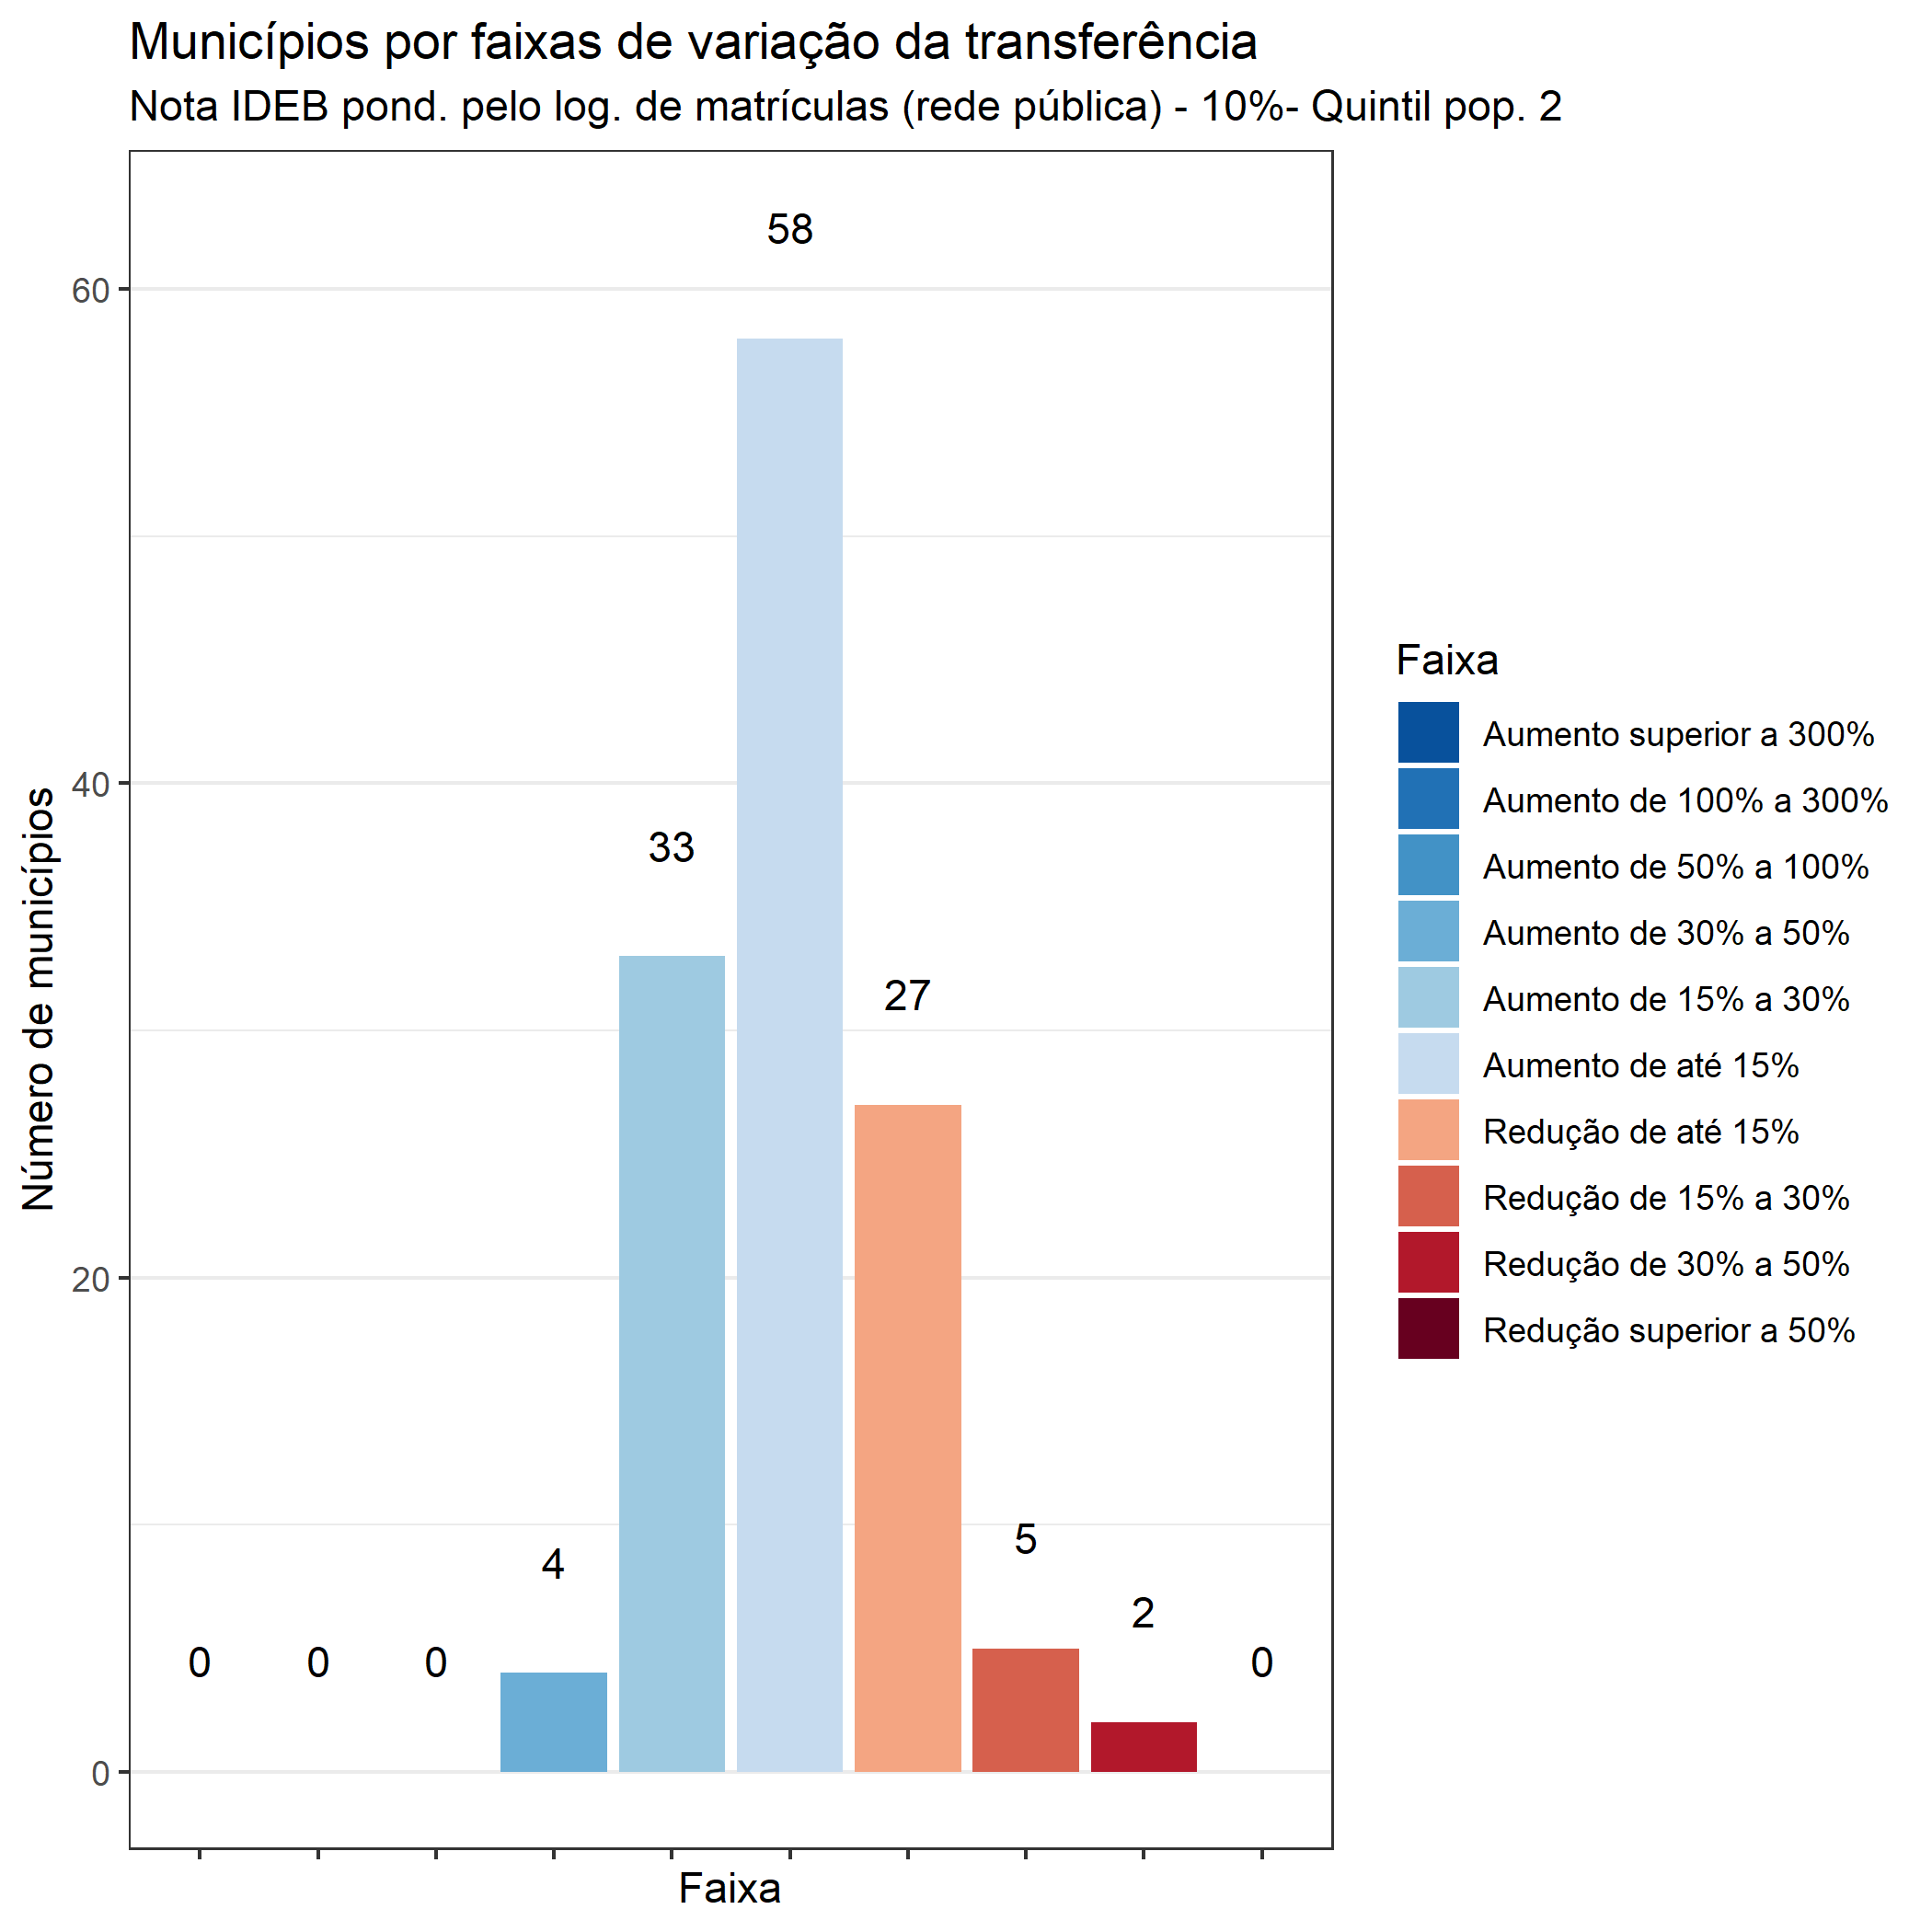 Municípios por faixas de variação da transferência
Nota IDEB pond. pelo log. de matrículas (rede pública) - 10%- Quintil pop. 2
Número de municípios
60
40
20
0
0
0
0
4
33
58
27
5
2
0
Faixa
Faixa
Aumento superior a 300%
Aumento de 100% a 300%
Aumento de 50% a 100%
Aumento de 30% a 50%
Aumento de 15% a 30%
Aumento de até 15%
Redução de até 15%
Redução de 15% a 30%
Redução de 30% a 50%
Redução superior a 50%